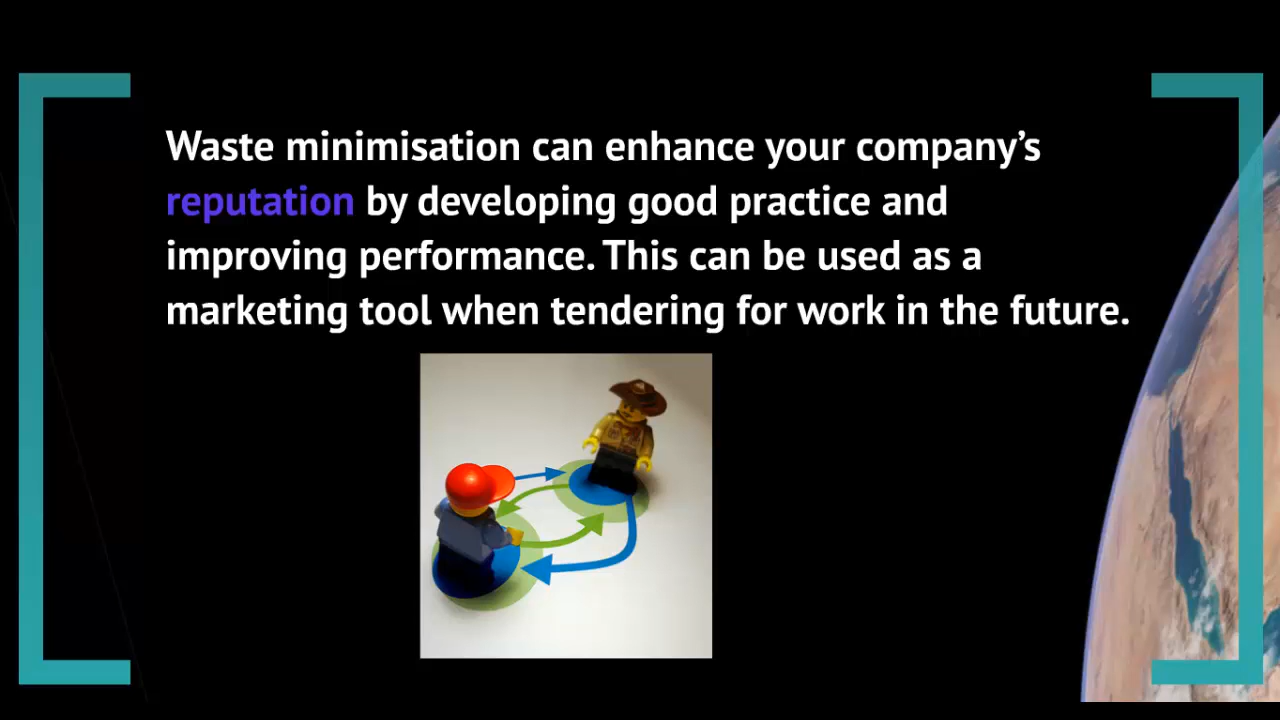 Waste minimisation can enhance your company’s
reputation by developing good practice and
improving performance. This can be used as a
marketing tool when tendering for work in the future.